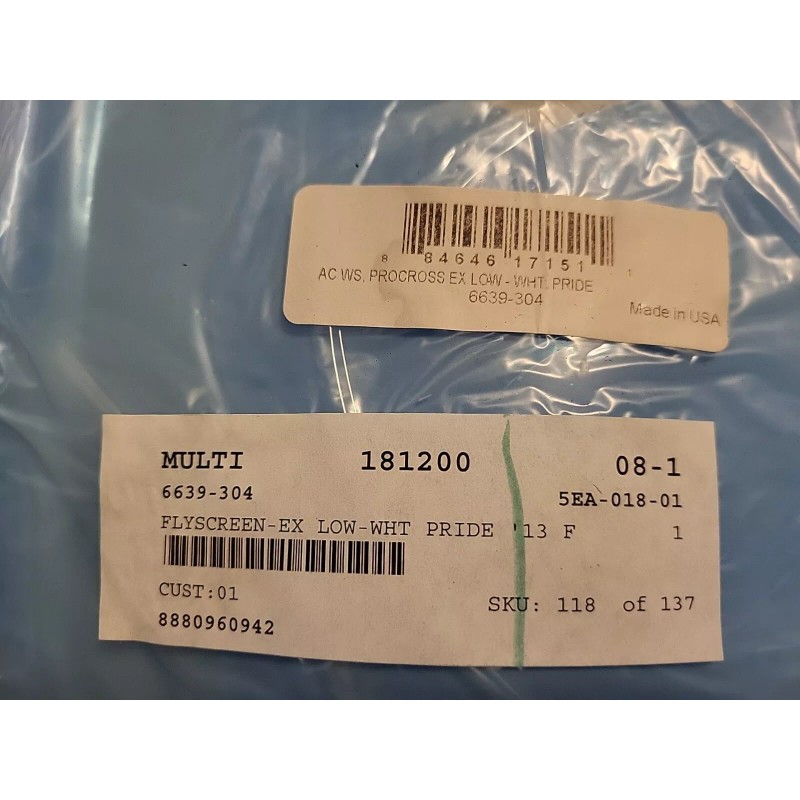 8 84646 17151 1
AC WS, PROCROSS EX LOW - WHT, PRIDE
6639-304
Made in USA
MULTI 181200 08-1
6639-304 5EA-018-01
FLYSCREEN-EX LOW-WHT PRIDE '13 F 1
CUST:01
SKU: 118 of 137
8880960942